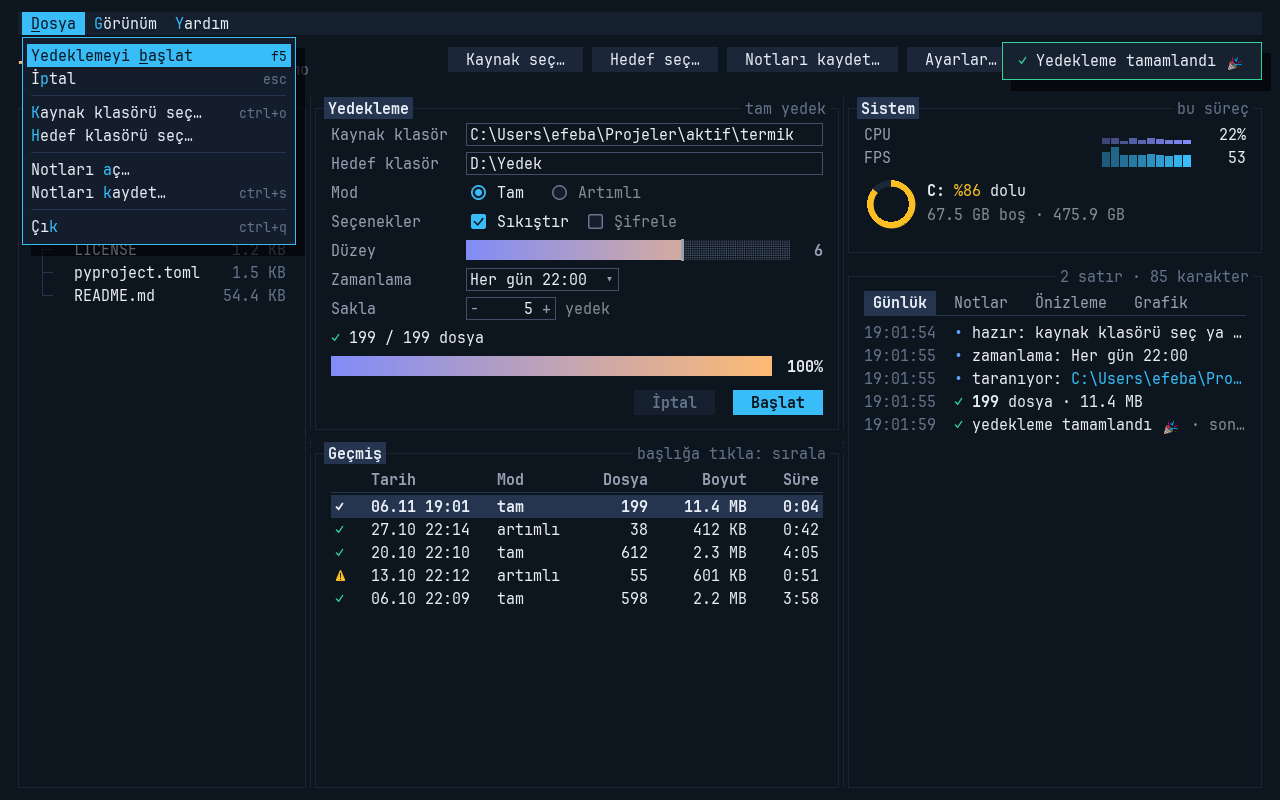 Dosya Görünüm Yardım
Yedeklemeyi başlat f5
İptal esc
Kaynak klasörü seç… ctrl+o
Hedef klasörü seç…
Notları aç…
Notları kaydet… ctrl+s
Çık ctrl+q
LICENSE 1.2 KB
pyproject.toml 1.5 KB
README.md 54.4 KB
Kaynak seç… Hedef seç… Notları kaydet… Ayarlar…
✓ Yedekleme tamamlandı 🎉
Yedekleme tam yedek
Kaynak klasör C:\Users\efeba\Projeler\aktif\termik
Hedef klasör D:\Yedek
Mod Tam Artımlı
Seçenekler Sıkıştır Şifrele
Düzey 6
Zamanlama Her gün 22:00 ▾
Sakla - 5 + yedek
✓ 199 / 199 dosya
100%
İptal Başlat
Geçmiş başlığa tıkla: sırala
Tarih Mod Dosya Boyut Süre
✓ 06.11 19:01 tam 199 11.4 MB 0:04
✓ 27.10 22:14 artımlı 38 412 KB 0:42
✓ 20.10 22:10 tam 612 2.3 MB 4:05
⚠ 13.10 22:12 artımlı 55 601 KB 0:51
✓ 06.10 22:09 tam 598 2.2 MB 3:58
Sistem bu süreç
CPU 22%
FPS 53
C: %86 dolu
67.5 GB boş · 475.9 GB
2 satır · 85 karakter
Günlük Notlar Önizleme Grafik
19:01:54 • hazır: kaynak klasörü seç ya …
19:01:55 • zamanlama: Her gün 22:00
19:01:55 • taranıyor: C:\Users\efeba\Pro…
19:01:55 ✓ 199 dosya · 11.4 MB
19:01:59 ✓ yedekleme tamamlandı 🎉 · son…